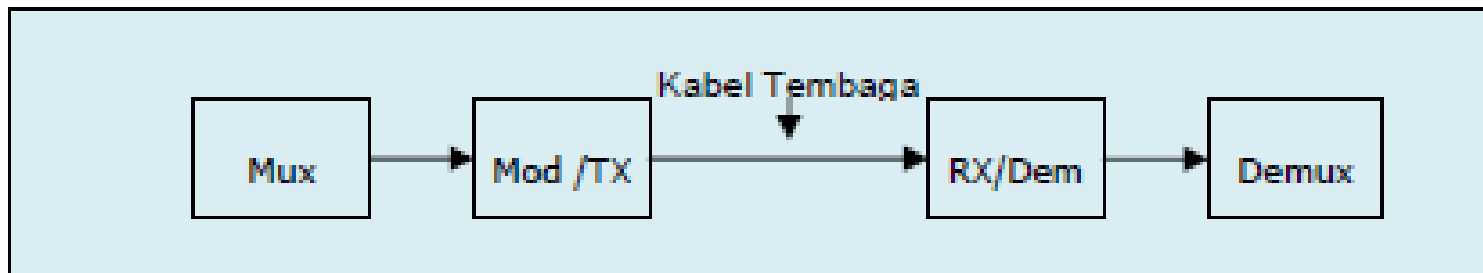 Kabel Tembaga
Mux
Mod /TX
RX/Dem
Demux